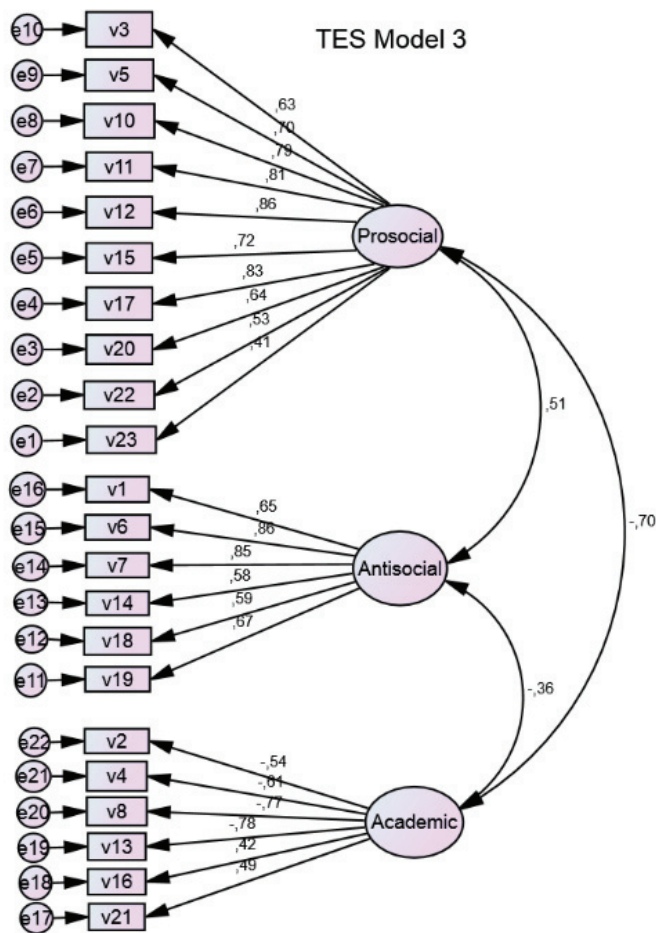 TES Model 3
e10 v3
e9 v5
e8 v10
e7 v11
e6 v12
e5 v15
e4 v17
e3 v20
e2 v22
e1 v23
,63
,70
,79
,81
,86
,72
,83
,64
,53
,41
Prosocial
,51
-,70
e16 v1
e15 v6
e14 v7
e13 v14
e12 v18
e11 v19
,65
,86
,85
,58
,59
,67
Antisocial
-,36
e22 v2
e21 v4
e20 v8
e19 v13
e18 v16
e17 v21
-,54
-,61
-,77
-,78
,42
,49
Academic